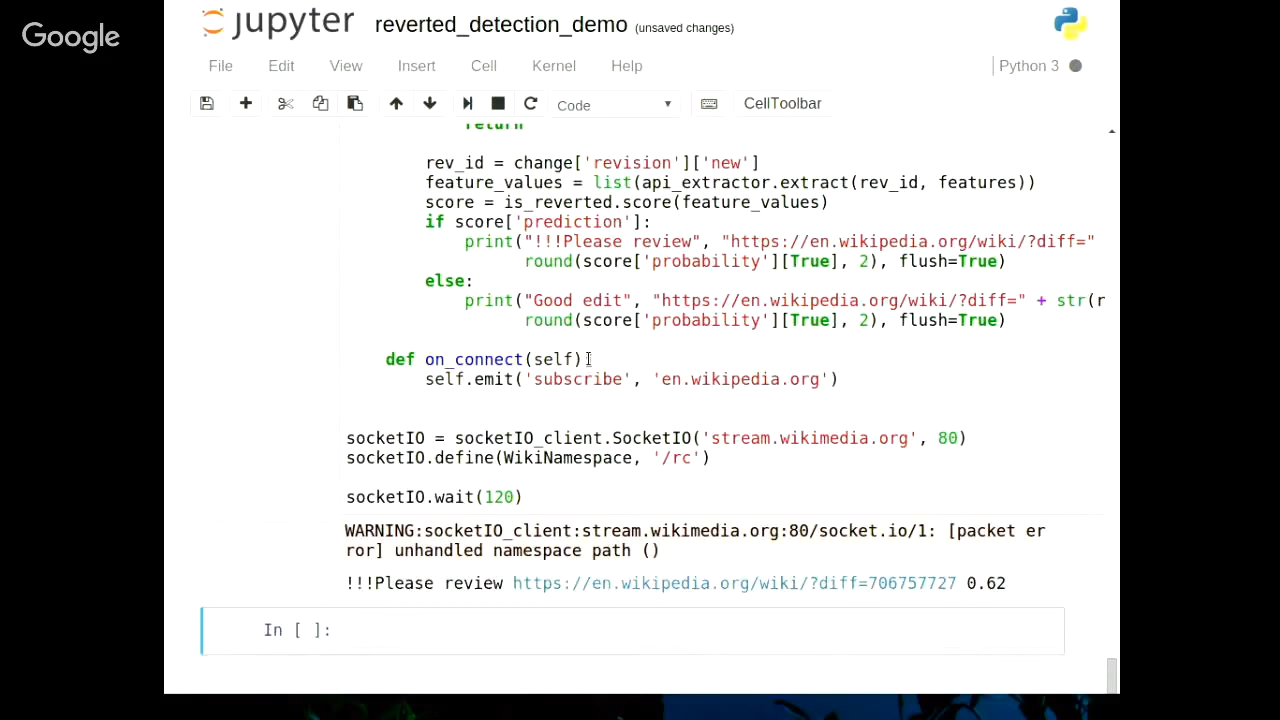 Google
jupyter reverted_detection_demo (unsaved changes)
File Edit View Insert Cell Kernel Help Python 3
Code CellToolbar
return
rev_id = change['revision']['new']
feature_values = list(api_extractor.extract(rev_id, features))
score = is_reverted.score(feature_values)
if score['prediction']:
print("!!!Please review", "https://en.wikipedia.org/wiki/?diff="
round(score['probability'][True], 2), flush=True)
else:
print("Good edit", "https://en.wikipedia.org/wiki/?diff=" + str(r
round(score['probability'][True], 2), flush=True)
def on_connect(self):
self.emit('subscribe', 'en.wikipedia.org')
socketIO = socketIO_client.SocketIO('stream.wikimedia.org', 80)
socketIO.define(WikiNamespace, '/rc')
socketIO.wait(120)
WARNING:socketIO_client:stream.wikimedia.org:80/socket.io/1: [packet er
ror] unhandled namespace path ()
!!!Please review https://en.wikipedia.org/wiki/?diff=706757727 0.62
In [ ]: